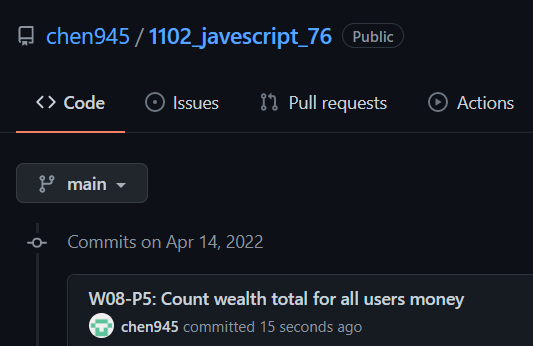 chen945 / 1102_javescript_76 Public
Code Issues Pull requests Actions
main
Commits on Apr 14, 2022
W08-P5: Count wealth total for all users money
chen945 committed 15 seconds ago